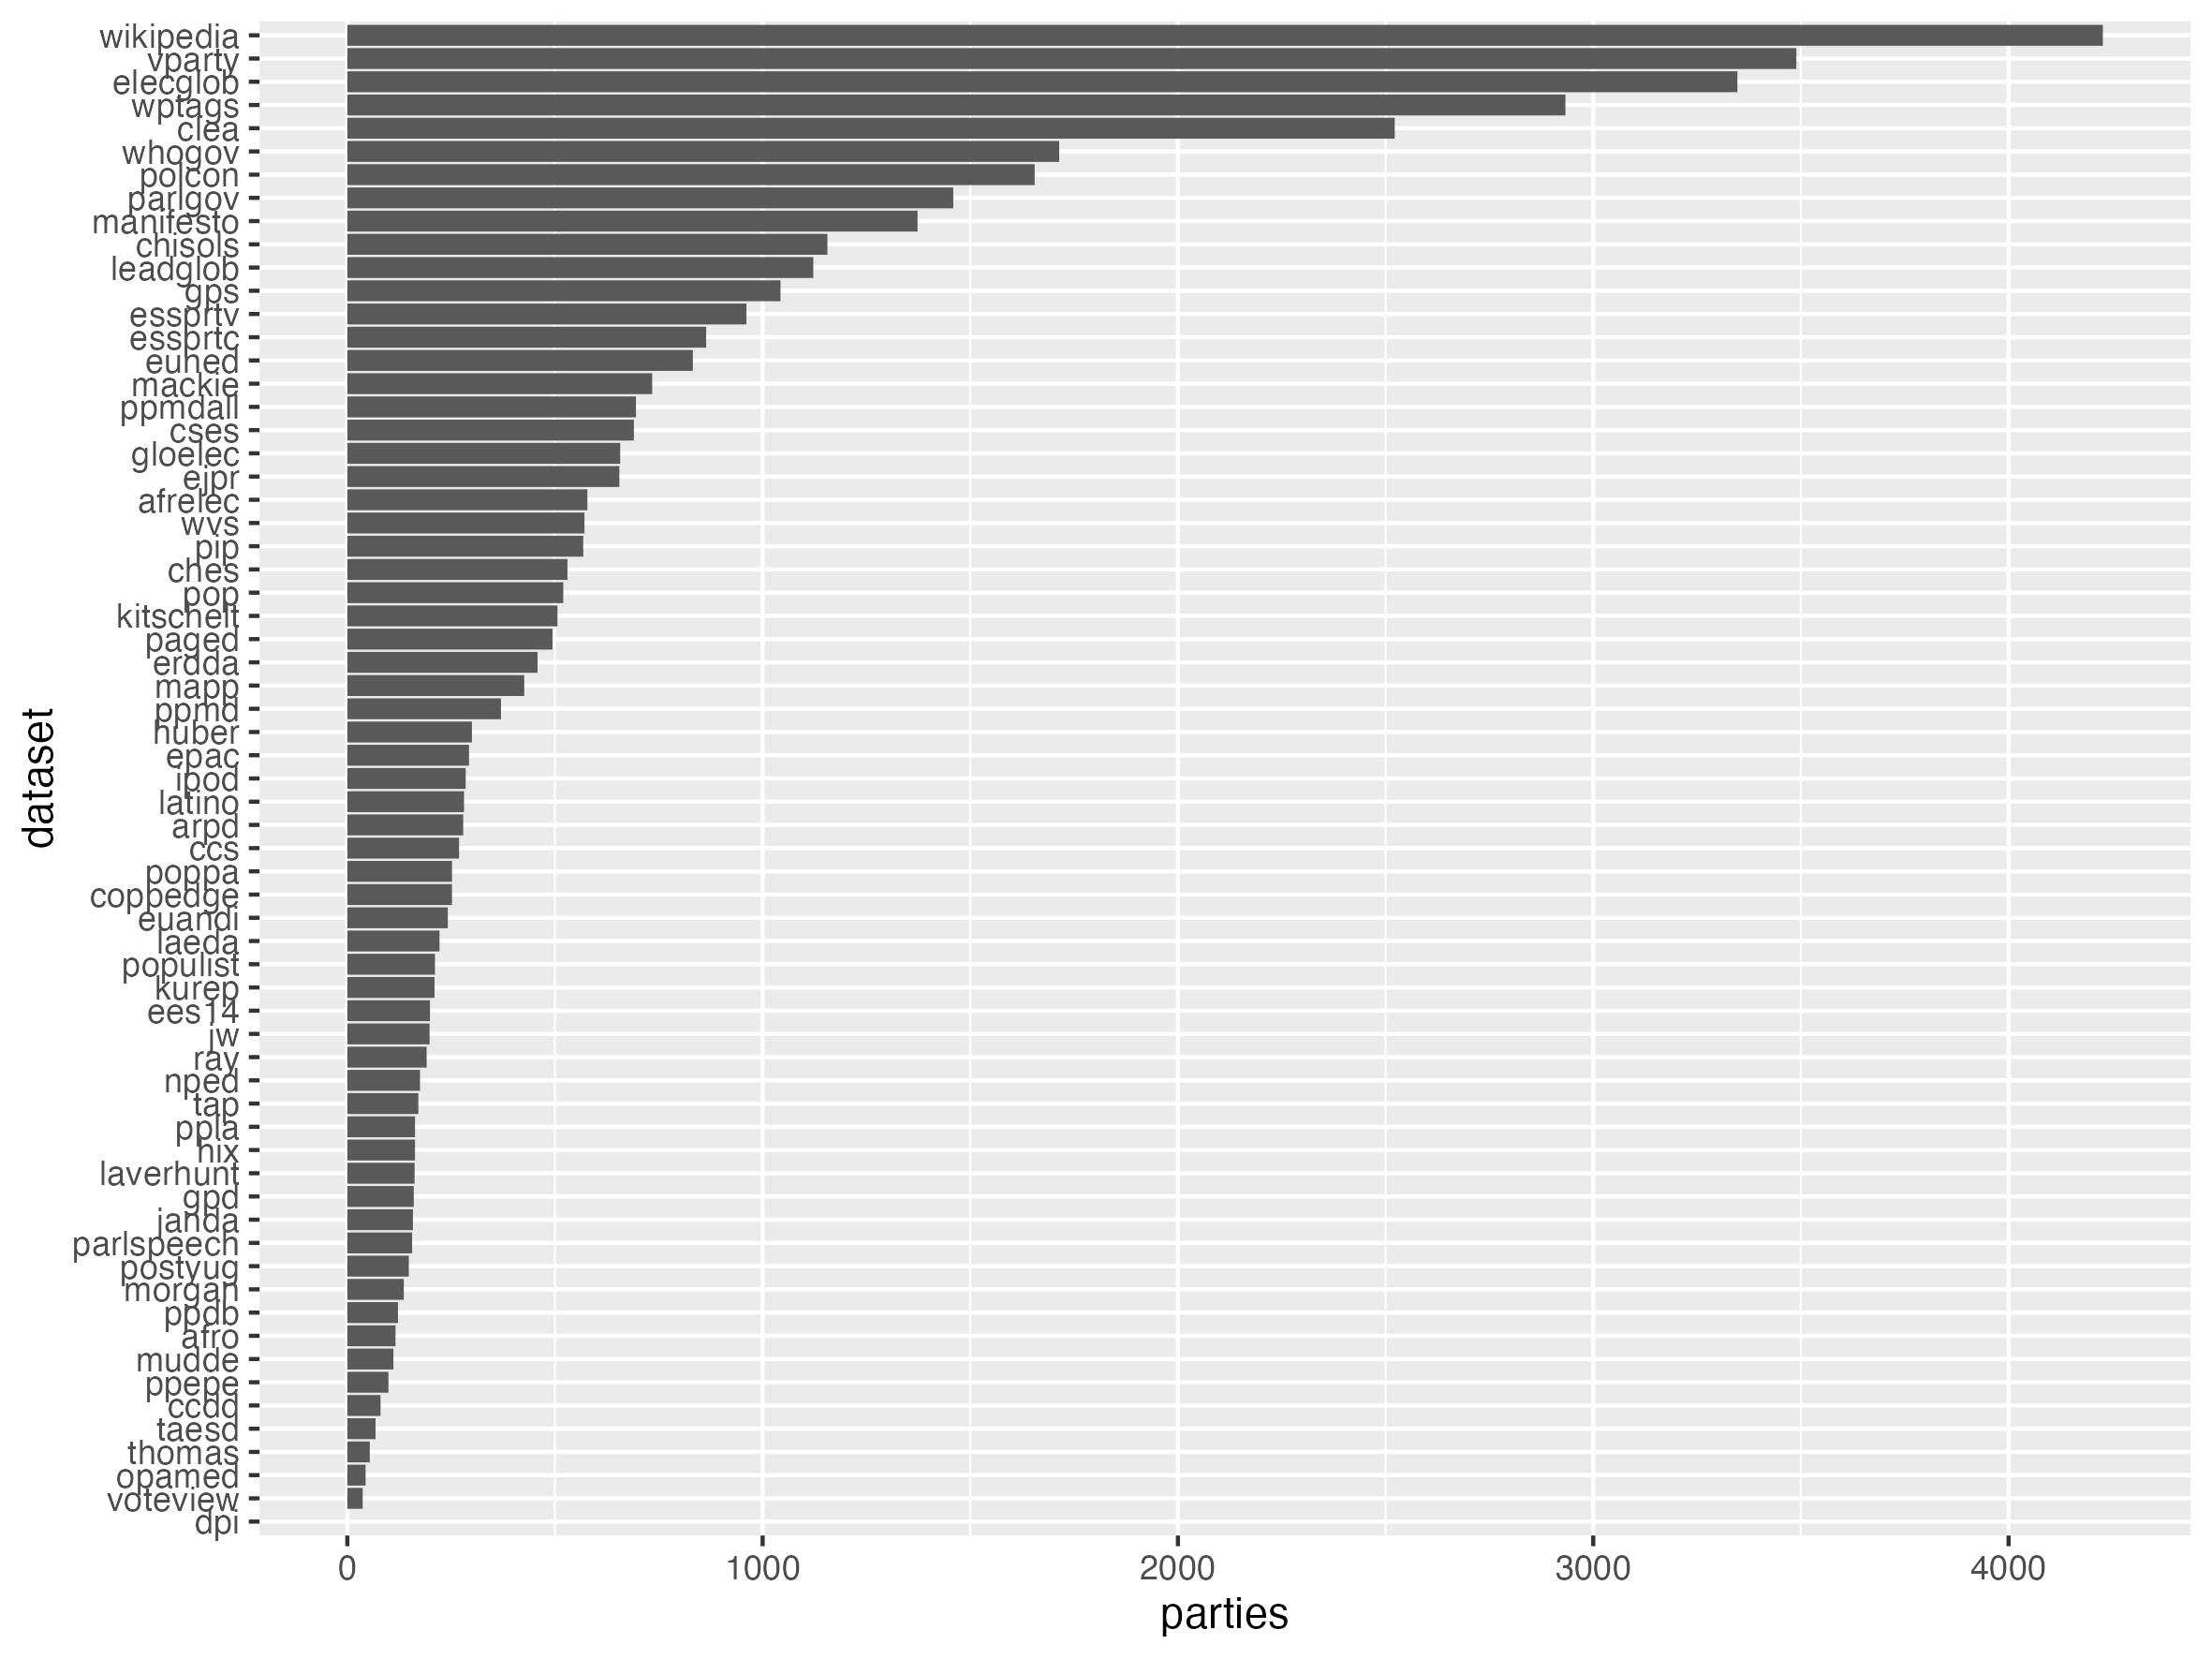 wikipedia
vparty
elecglob
wptags
clea
whogov
polcon
parlgov
manifesto
chisols
leadglob
gps
essprtv
essprtc
euned
mackie
ppmdall
cses
gloelec
ejpr
afrelec
wvs
pip
ches
pop
kitschelt
paged
erdda
mapp
ppmd
huber
epac
ipod
latino
arpd
ccs
poppa
coppedge
euandi
laeda
populist
kurep
ees14
jw
ray
nped
tap
ppla
hix
laverhunt
gpd
janda
parlspeech
postyug
morgan
ppdb
afro
mudde
ppepe
ccdd
taesd
thomas
opamed
voteview
dpi
dataset
0 1000 2000 3000 4000
parties